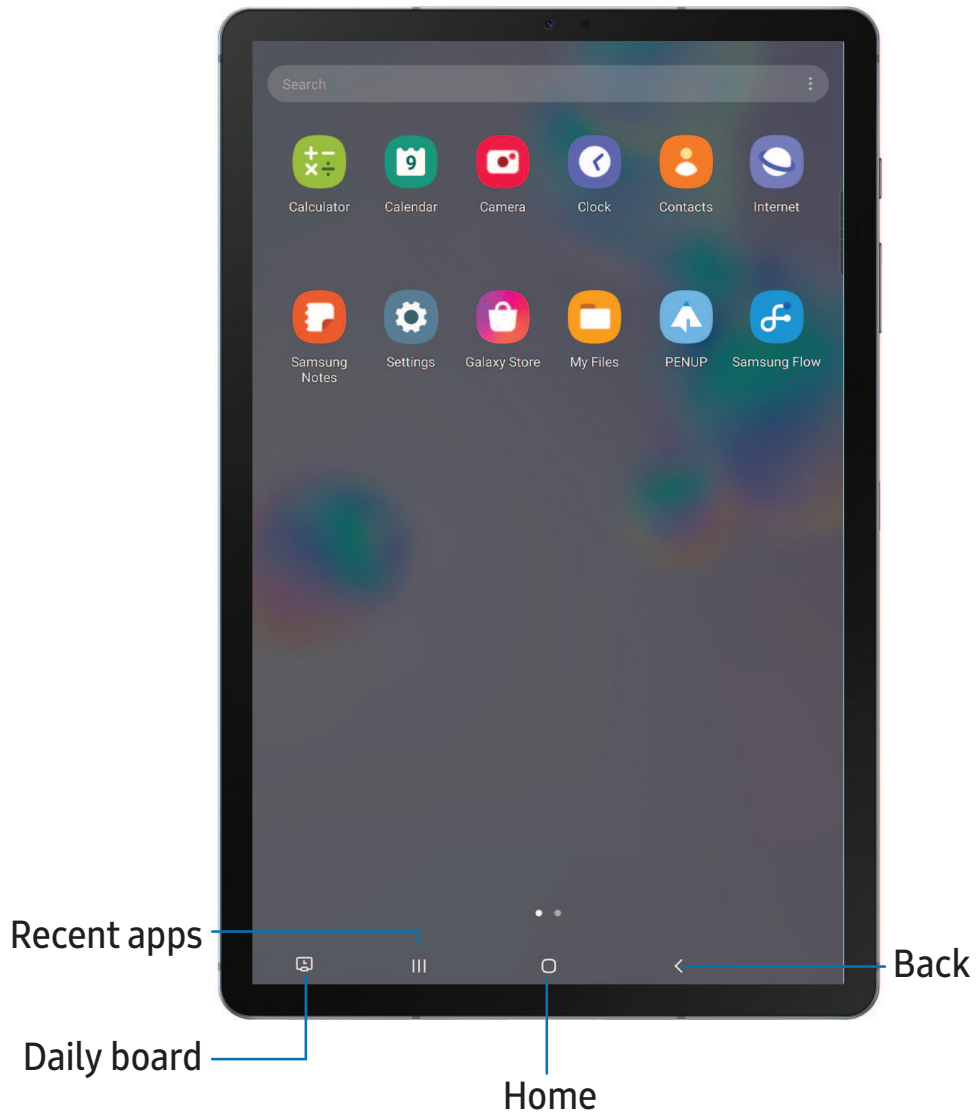 Search
Calculator
9
Calendar
Camera
Clock
Contacts
Internet
Samsung
Notes
Settings
Galaxy Store
My Files
PENUP
Samsung Flow
Recent apps
Back
Daily board
Home